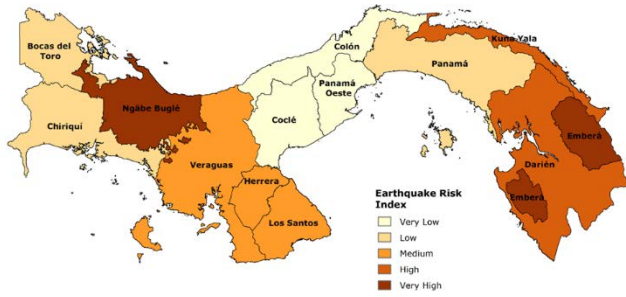 Bocas del
Toro
Ngäbe Buglé
Chiriquí
Veraguas
Herrera
Los Santos
Coclé
Colón
Panamá
Oeste
Panamá
Kuna Yala
Emberá
Darién
Emberá
Earthquake Risk
Index
Very Low
Low
Medium
High
Very High